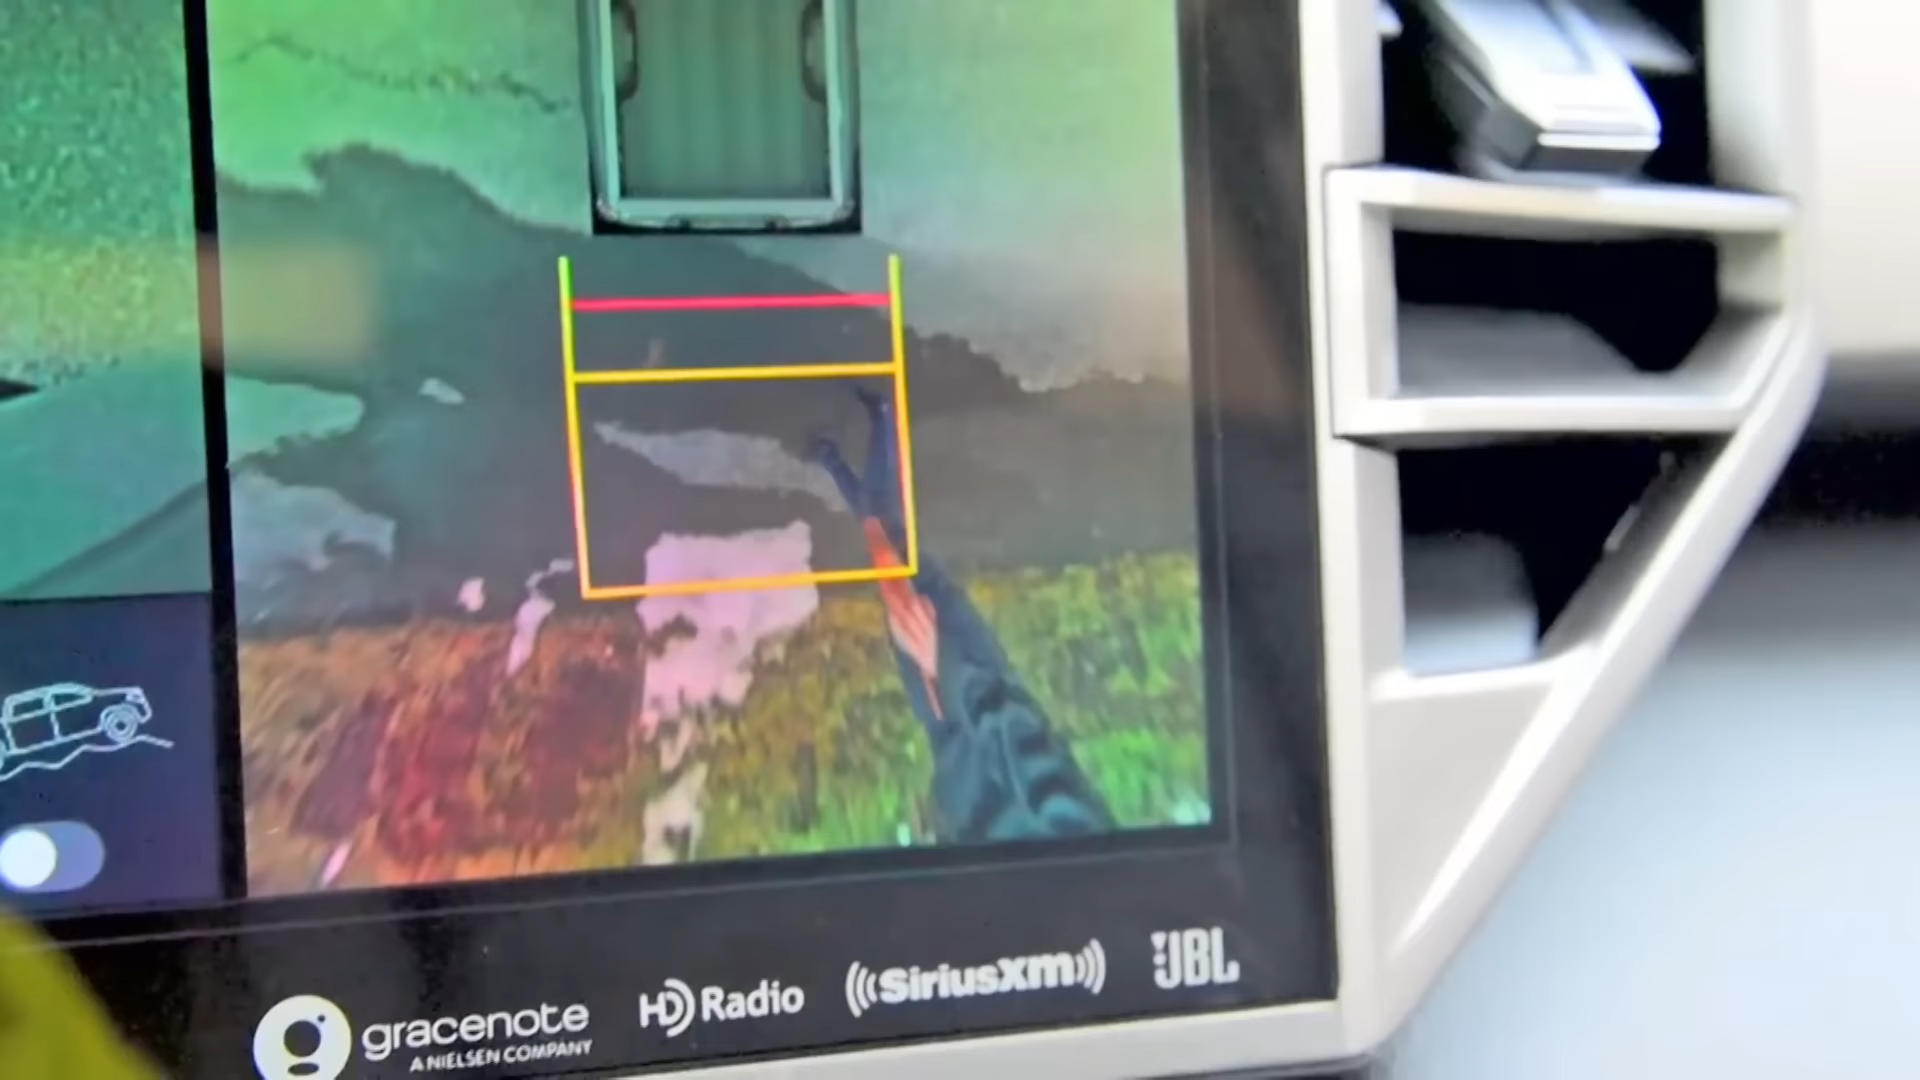 gracenote
A NIELSEN COMPANY
HD Radio
SiriusXM
JBL